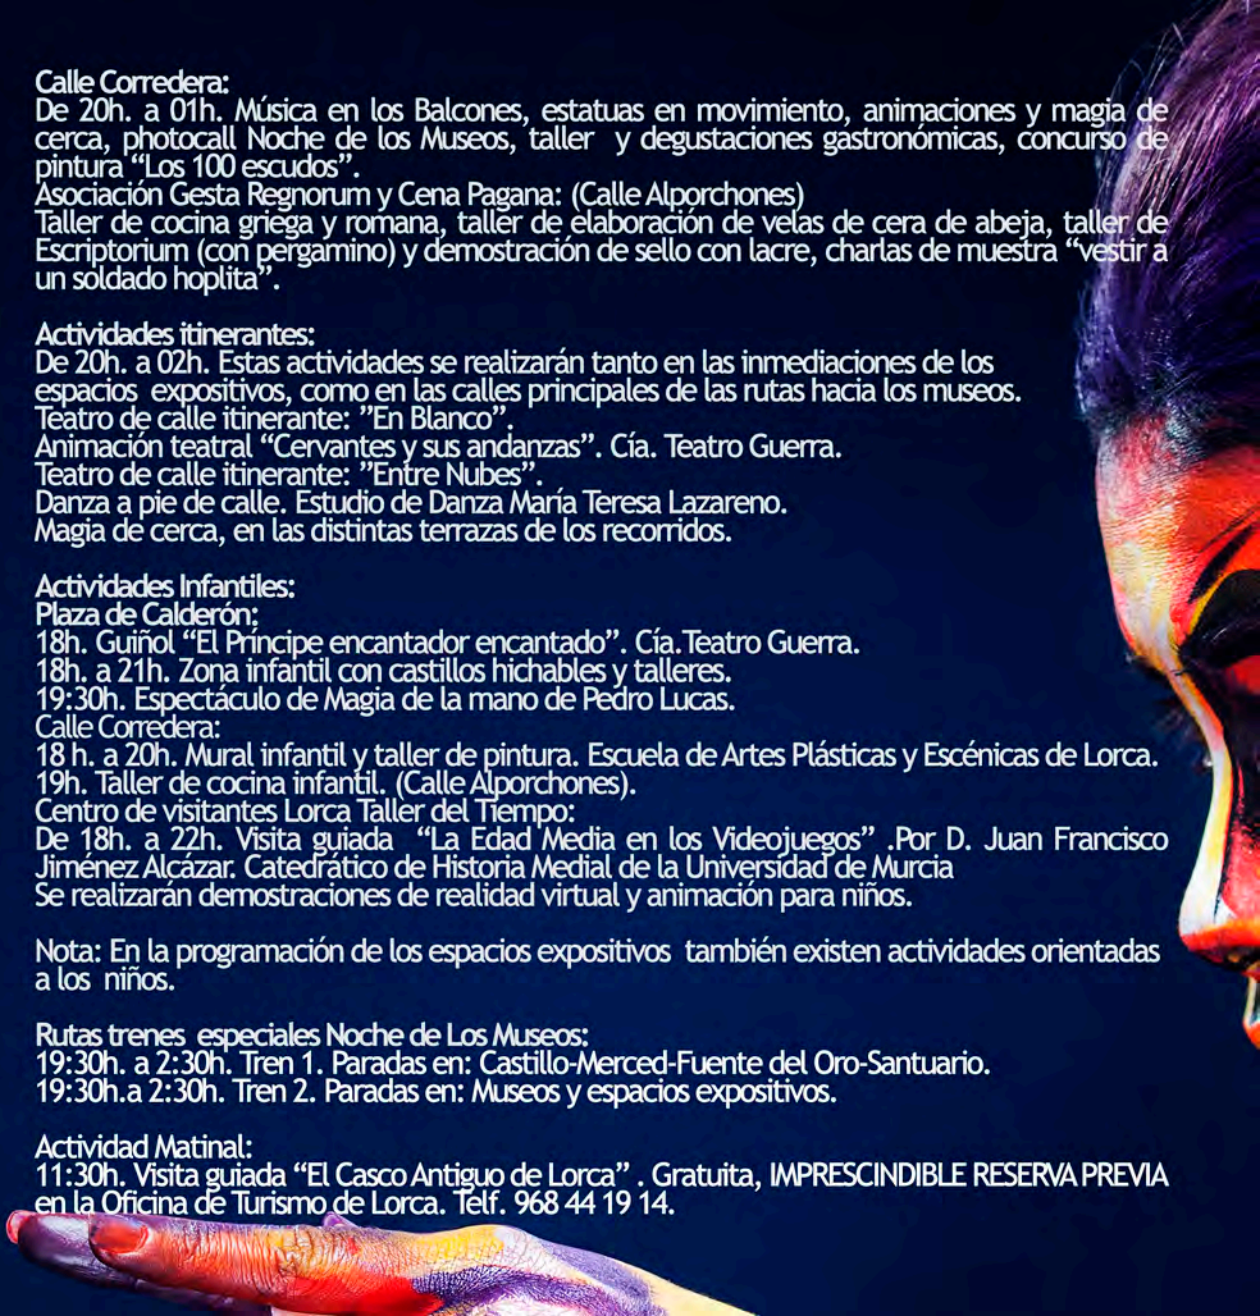 Calle Corredera:
De 20h. a 01h. Música en los Balcones, estatuas en movimiento, animaciones y magia de
cerca, photocall Noche de los Museos, taller y degustaciones gastronómicas, concurso de
pintura “Los 100 escudos”.
Asociación Gesta Regnorum y Cena Pagana: (Calle Alporchones)
Taller de cocina griega y romana, taller de elaboración de velas de cera de abeja, taller de
Escriptorium (con pergamino) y demostración de sello con lacre, charlas de muestra “vestir a
un soldado hoplita”.
Actividades itinerantes:
De 20h. a 02h. Estas actividades se realizarán tanto en las inmediaciones de los
espacios expositivos, como en las calles principales de las rutas hacia los museos.
Teatro de calle itinerante: ”En Blanco”.
Animación teatral “Cervantes y sus andanzas”. Cía. Teatro Guerra.
Teatro de calle itinerante: ”Entre Nubes”.
Danza a pie de calle. Estudio de Danza María Teresa Lazareno.
Magia de cerca, en las distintas terrazas de los recorridos.
Actividades Infantiles:
Plaza de Calderón:
18h. Guiñol “El Príncipe encantador encantado”. Cía.Teatro Guerra.
18h. a 21h. Zona infantil con castillos hichables y talleres.
19:30h. Espectáculo de Magia de la mano de Pedro Lucas.
Calle Corredera:
18 h. a 20h. Mural infantil y taller de pintura. Escuela de Artes Plásticas y Escénicas de Lorca.
19h. Taller de cocina infantil. (Calle Alporchones).
Centro de visitantes Lorca Taller del Tiempo:
De 18h. a 22h. Visita guiada “La Edad Media en los Videojuegos” .Por D. Juan Francisco
Jiménez Alcázar. Catedrático de Historia Medial de la Universidad de Murcia
Se realizarán demostraciones de realidad virtual y animación para niños.
Nota: En la programación de los espacios expositivos también existen actividades orientadas
a los niños.
Rutas trenes especiales Noche de Los Museos:
19:30h. a 2:30h. Tren 1. Paradas en: Castillo-Merced-Fuente del Oro-Santuario.
19:30h.a 2:30h. Tren 2. Paradas en: Museos y espacios expositivos.
Actividad Matinal:
11:30h. Visita guiada “El Casco Antiguo de Lorca” . Gratuita, IMPRESCINDIBLE RESERVA PREVIA
en la Oficina de Turismo de Lorca. Telf. 968 44 19 14.